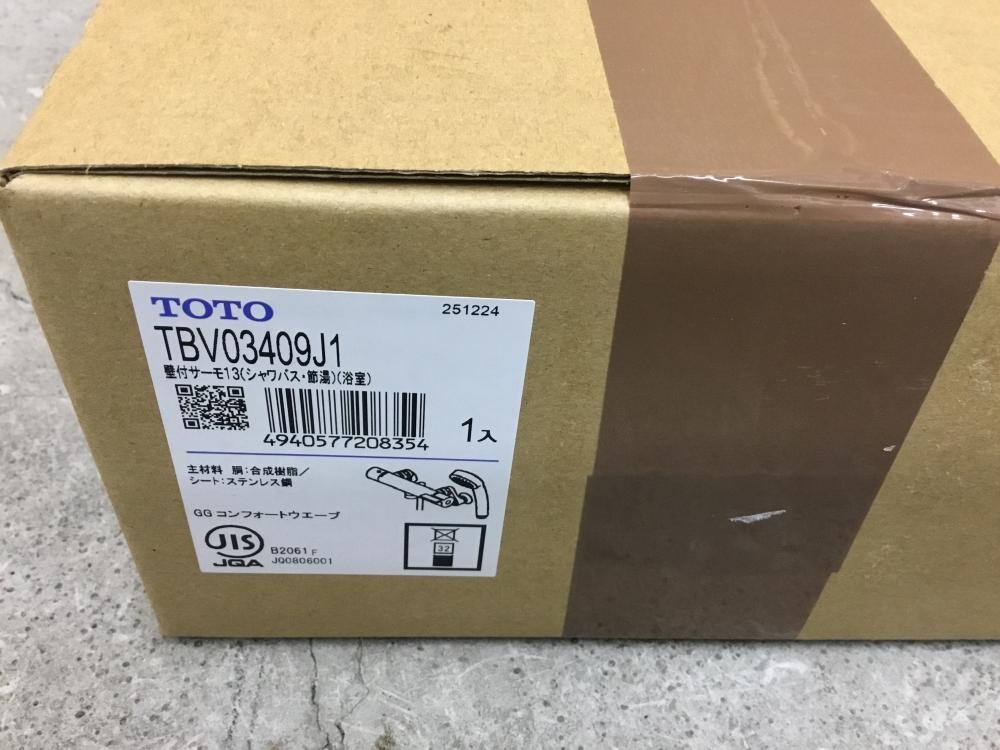 TOTO
251224
TBV03409J1
壁付サーモ13(シャワバス・節湯)(浴室)
4940577208354
1入
主材料 胴:合成樹脂/
シート:ステンレス鋼
GG コンフォートウエーブ
JIS
JQA
B2061 F
JQ0806001
32